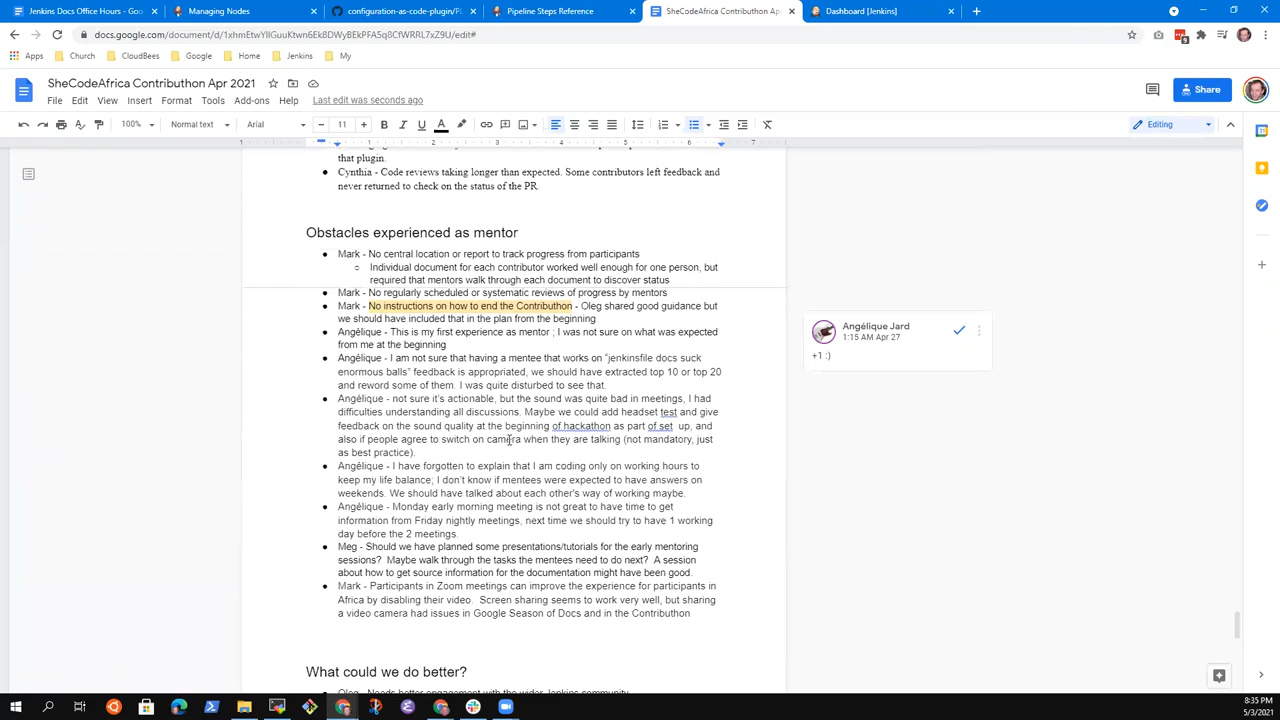 Jenkins Docs Office Hours - Goo
Managing Nodes
configuration-as-code-plugin/PL
Pipeline Steps Reference
SheCodeAfrica Contributhon Apr
Dashboard [Jenkins]
Apps
Church
CloudBees
Google
Home
Jenkins
My
SheCodeAfrica Contributhon Apr 2021
File Edit View Insert Format Tools Add-ons Help Last edit was seconds ago
Share
100% Normal text Arial 11 Editing
1 1 2 3 4 5 6 7
that plugin.
Cynthia - Code reviews taking longer than expected. Some contributors left feedback and
never returned to check on the status of the PR.
Obstacles experienced as mentor
Mark - No central location or report to track progress from participants
Individual document for each contributor worked well enough for one person, but
required that mentors walk through each document to discover status
Mark - No regularly scheduled or systematic reviews of progress by mentors
Mark - No instructions on how to end the Contributhon - Oleg shared good guidance but
we should have included that in the plan from the beginning
Angélique - This is my first experience as mentor ; I was not sure on what was expected
from me at the beginning
Angélique - I am not sure that having a mentee that works on “jenkinsfile docs suck
enormous balls” feedback is appropriated, we should have extracted top 10 or top 20
and reword some of them. I was quite disturbed to see that.
Angélique - not sure it’s actionable, but the sound was quite bad in meetings, I had
difficulties understanding all discussions. Maybe we could add headset test and give
feedback on the sound quality at the beginning of hackathon as part of set up, and
also if people agree to switch on camera when they are talking (not mandatory, just
as best practice).
Angélique - I have forgotten to explain that I am coding only on working hours to
keep my life balance; I don’t know if mentees were expected to have answers on
weekends. We should have talked about each other’s way of working maybe.
Angélique - Monday early morning meeting is not great to have time to get
information from Friday nightly meetings, next time we should try to have 1 working
day before the 2 meetings.
Meg - Should we have planned some presentations/tutorials for the early mentoring
sessions? Maybe walk through the tasks the mentees need to do next? A session
about how to get source information for the documentation might have been good.
Mark - Participants in Zoom meetings can improve the experience for participants in
Africa by disabling their video. Screen sharing seems to work very well, but sharing
a video camera had issues in Google Season of Docs and in the Contributhon
What could we do better?
Oleg - Needs better engagement with the wider Jenkins community
Angélique Jard
1:15 AM Apr 27
+1 :)
8:35 PM
5/3/2021